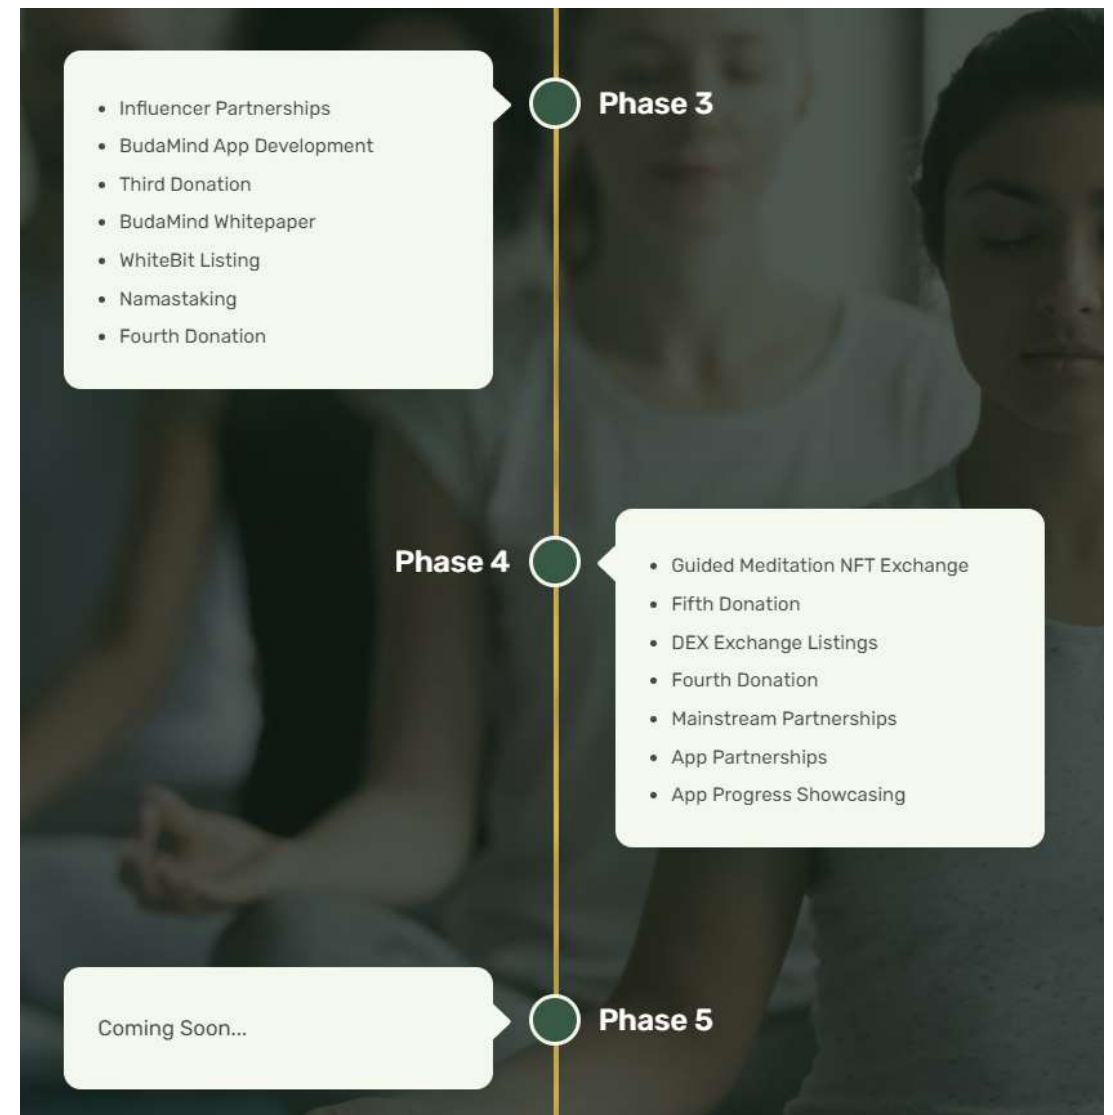 Phase 3
Influencer Partnerships
BudaMind App Development
Third Donation
BudaMind Whitepaper
WhiteBit Listing
Namastaking
Fourth Donation
Phase 4
Guided Meditation NFT Exchange
Fifth Donation
DEX Exchange Listings
Fourth Donation
Mainstream Partnerships
App Partnerships
App Progress Showcasing
Phase 5
Coming Soon...